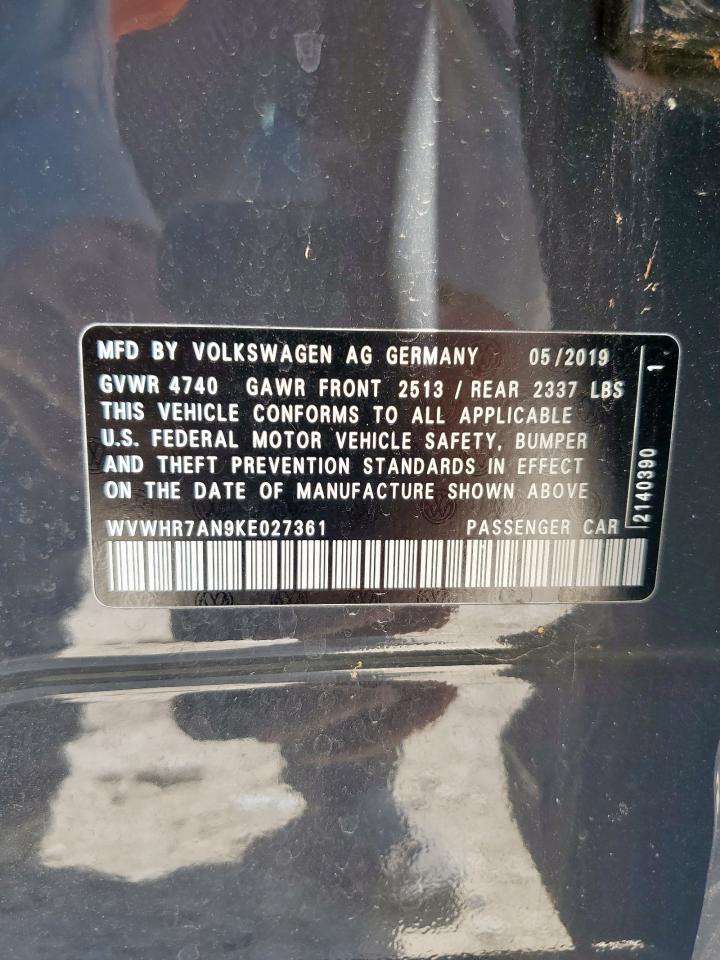 MFD BY VOLKSWAGEN AG GERMANY 05/2019
GVWR 4740 GAWR FRONT 2513 / REAR 2337 LBS
THIS VEHICLE CONFORMS TO ALL APPLICABLE
U.S. FEDERAL MOTOR VEHICLE SAFETY, BUMPER
AND THEFT PREVENTION STANDARDS IN EFFECT
ON THE DATE OF MANUFACTURE SHOWN ABOVE
WVWHR7AN9KE027361 PASSENGER CAR
2140390 1